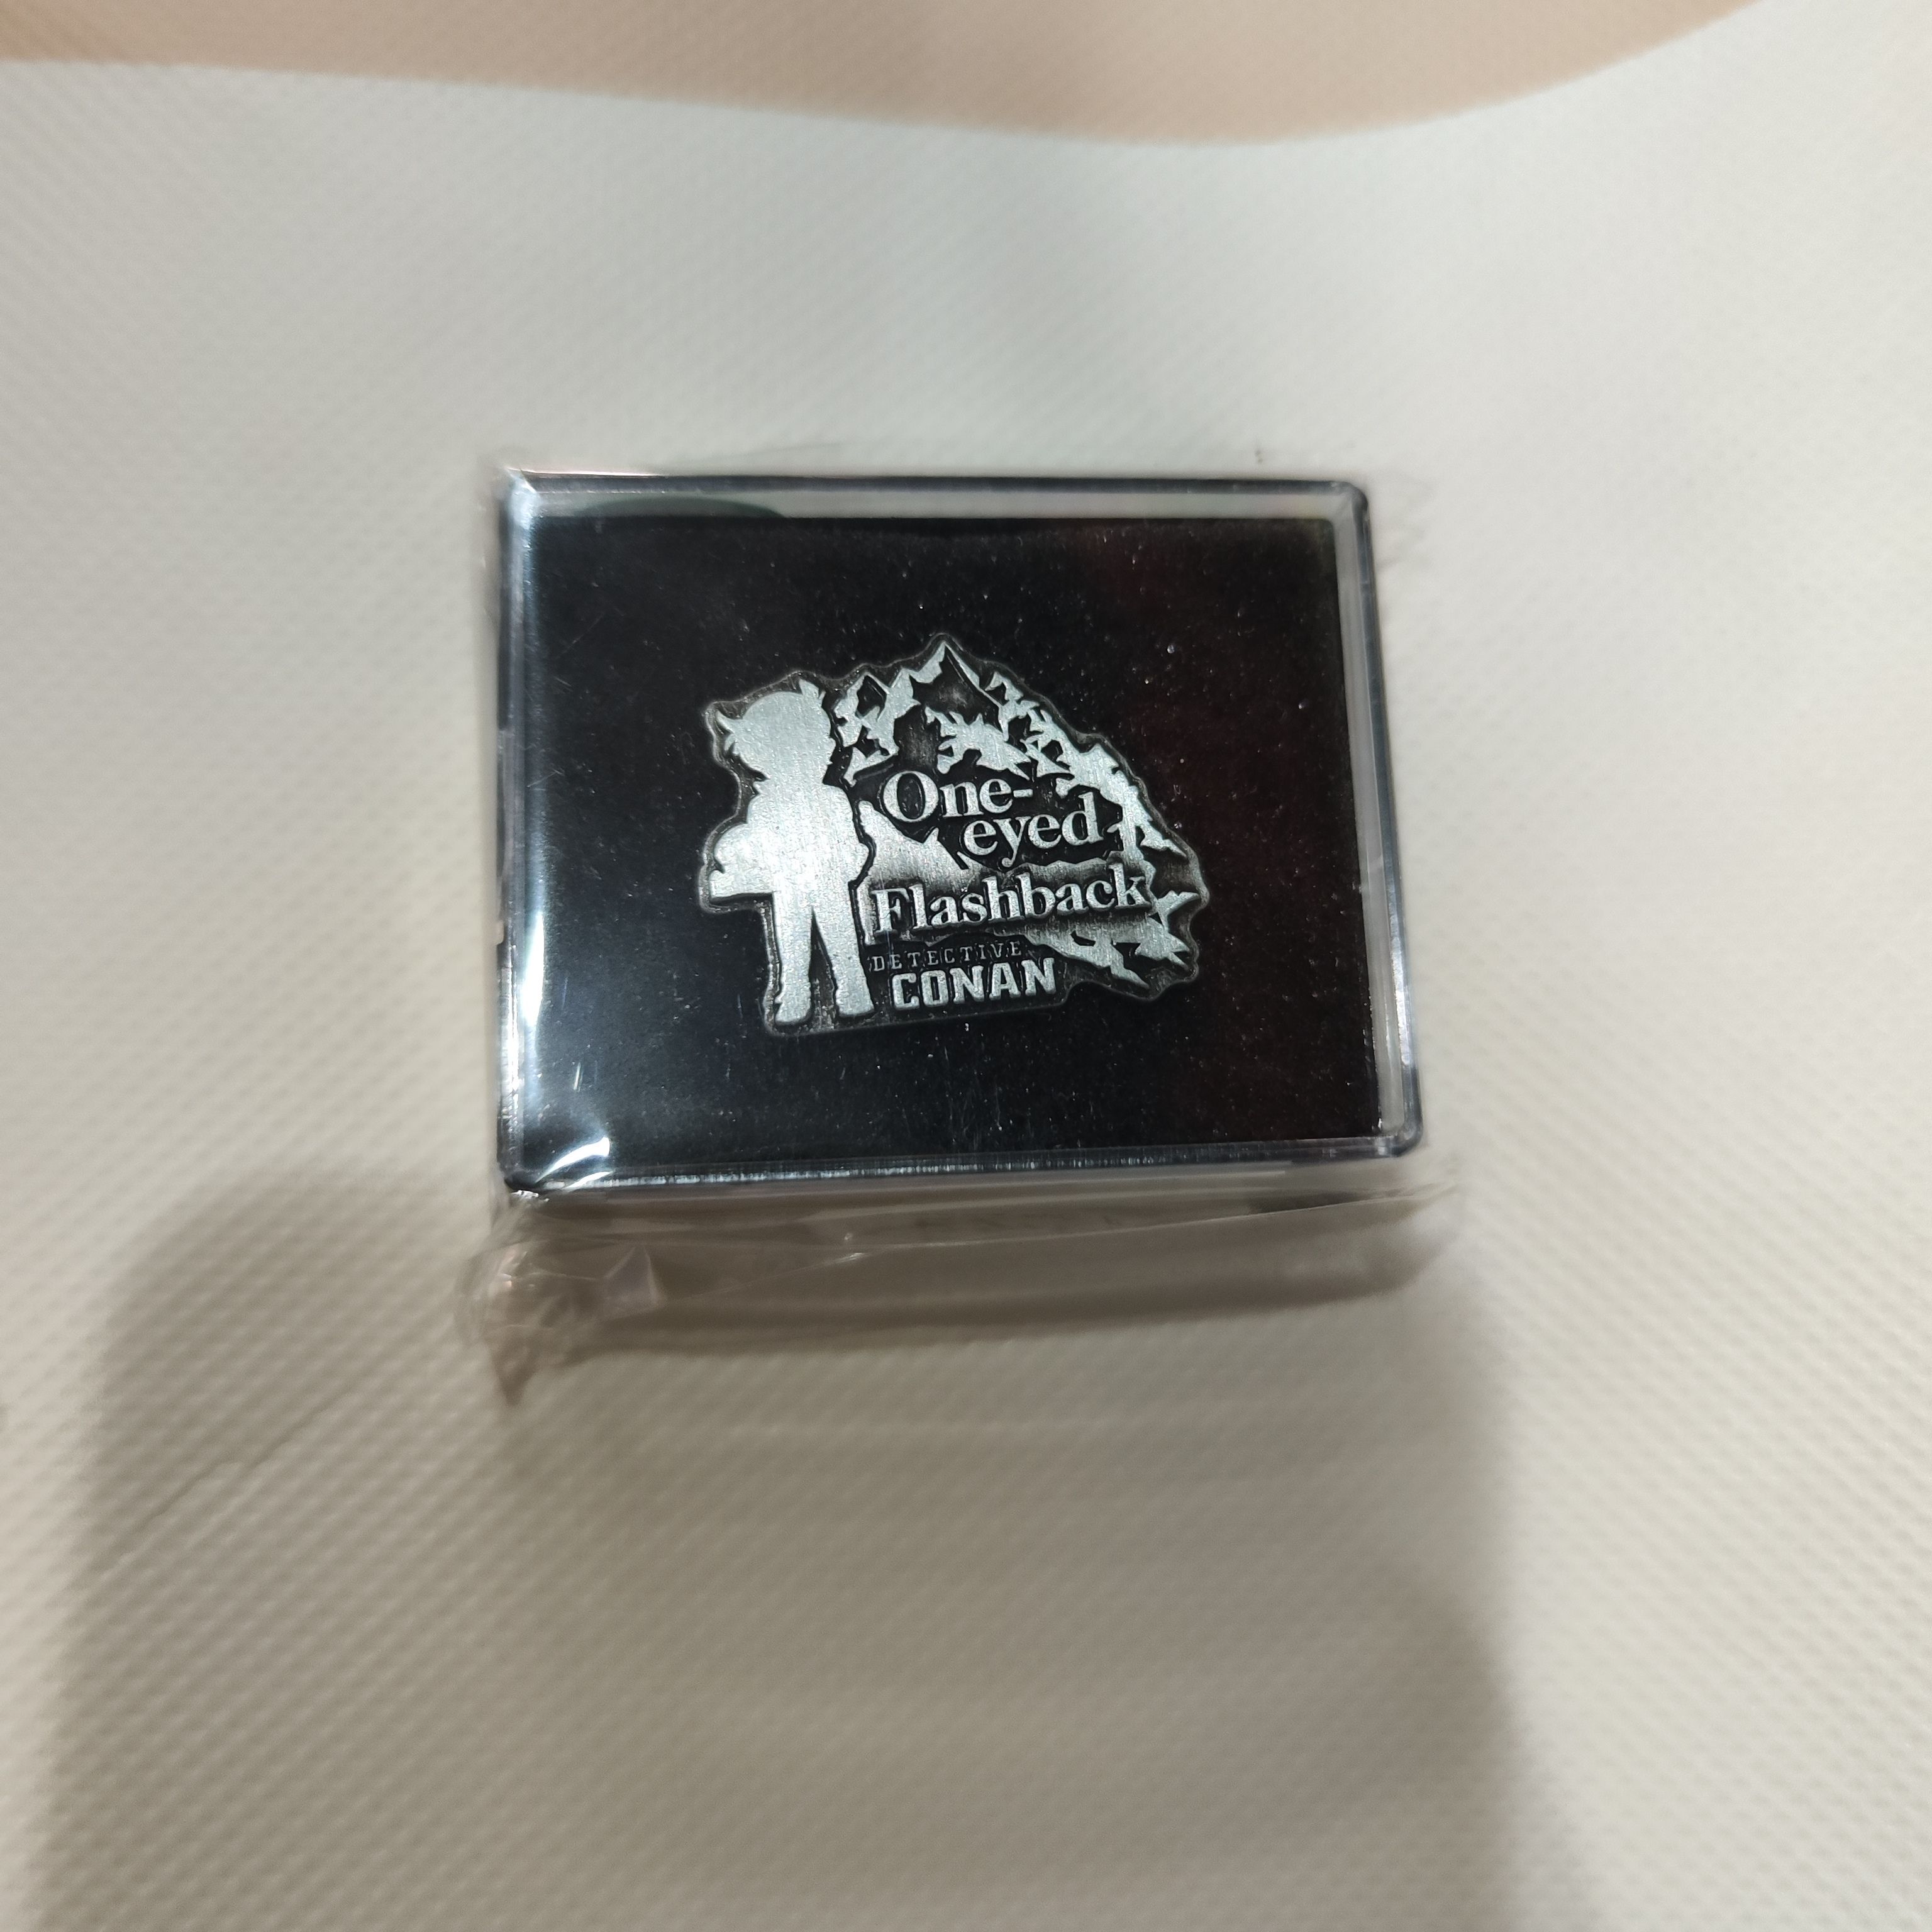 One-
eyed
Flashback
DETECTIVE
CONAN